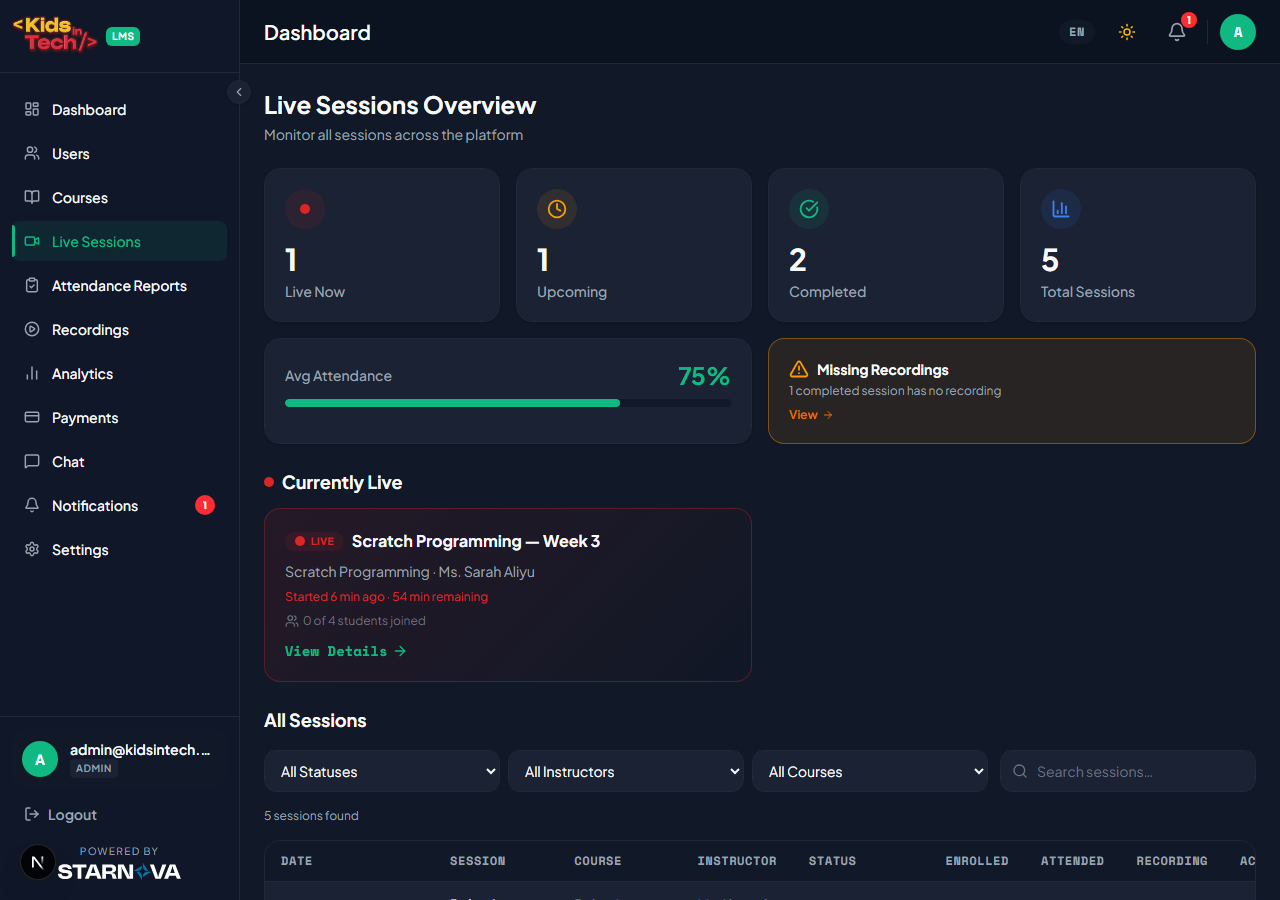 <Kids in
Tech/>
LMS
Dashboard
EN
1
A
Dashboard
Users
Courses
Live Sessions
Attendance Reports
Recordings
Analytics
Payments
Chat
Notifications
1
Settings
A
admin@kidsintech....
ADMIN
Logout
N
POWERED BY
STARNOVA
Live Sessions Overview
Monitor all sessions across the platform
1
Live Now
1
Upcoming
2
Completed
5
Total Sessions
Avg Attendance
75%
Missing Recordings
1 completed session has no recording
View →
Currently Live
LIVE Scratch Programming — Week 3
Scratch Programming · Ms. Sarah Aliyu
Started 6 min ago · 54 min remaining
0 of 4 students joined
View Details →
All Sessions
All Statuses
All Instructors
All Courses
Search sessions...
5 sessions found
DATE SESSION COURSE INSTRUCTOR STATUS ENROLLED ATTENDED RECORDING AC